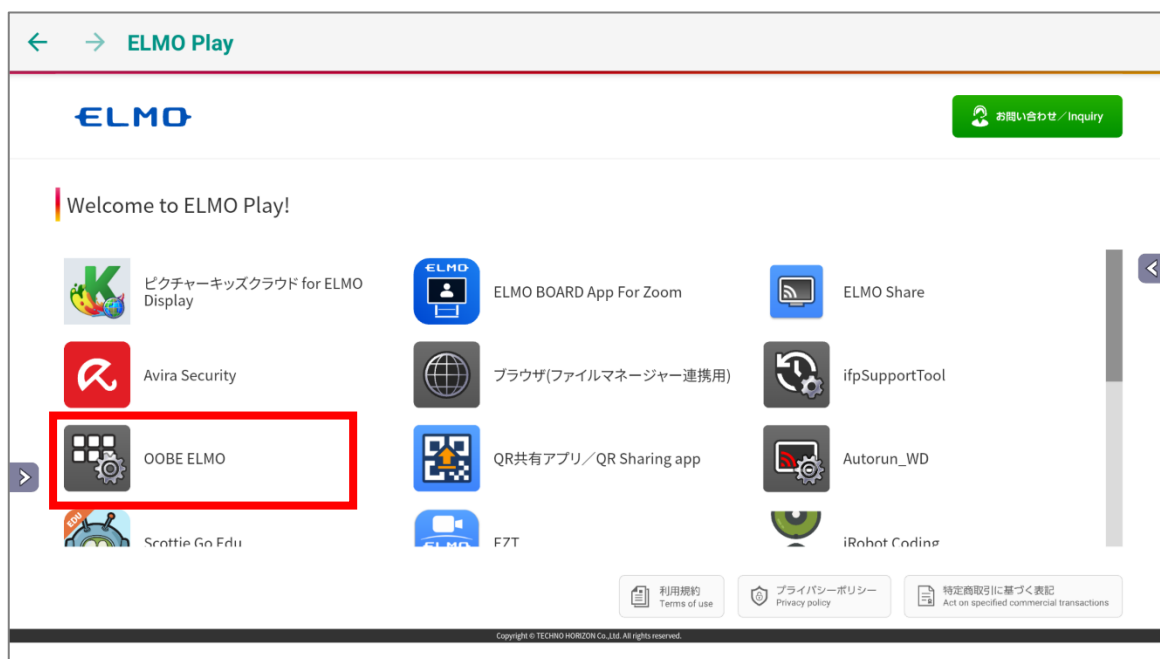 ELMO Play
ELMO
お問い合わせ／Inquiry
Welcome to ELMO Play!
ピクチャーキッズクラウド for ELMO
Display
ELMO
ELMO BOARD App For Zoom
ELMO Share
Avira Security
ブラウザ(ファイルマネージャー連携用)
ifpSupportTool
OOBE ELMO
QR共有アプリ／QR Sharing app
Autorun_WD
EDU
Scottie Go Edu
ELMO
EZT
iRobot Coding
利用規約
Terms of use
プライバシーポリシー
Privacy policy
特定商取引に基づく表記
Act on specified commercial transactions
Copyright © TECHNO HORIZON Co.,Ltd. All rights reserved.